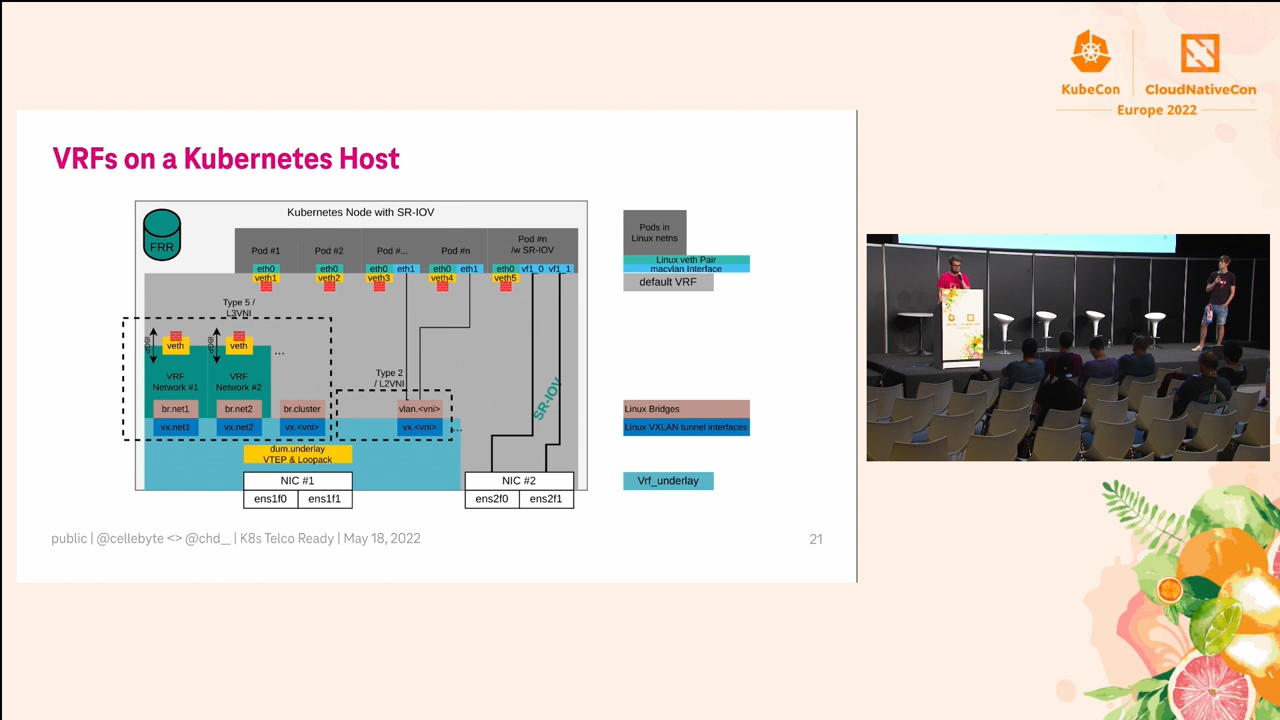 KubeCon
CloudNativeCon
Europe 2022
VRFs on a Kubernetes Host
Kubernetes Node with SR-IOV
FRR
Pod #1
Pod #2
Pod #...
Pod #n
Pod #n
/w SR-IOV
eth0
eth0
eth0 eth1
eth0 eth1
eth0 vf1_0 vf1_1
veth1
veth2
veth3
veth4
veth5
Type 5 /
L3VNI
iBGP
veth
iBGP
veth
...
VRF
Network #1
VRF
Network #2
Type 2
/ L2VNI
SR-IOV
br.net1
br.net2
br.cluster
vlan.<vni>
vx.net1
vx.net2
vx.<vni>
vx.<vni>
...
dum.underlay
VTEP & Loopack
NIC #1
ens1f0
ens1f1
NIC #2
ens2f0
ens2f1
Pods in
Linux netns
Linux veth Pair
macvlan Interface
default VRF
Linux Bridges
Linux VXLAN tunnel interfaces
Vrf_underlay
public | @cellebyte <> @chd_ | K8s Telco Ready | May 18, 2022
21